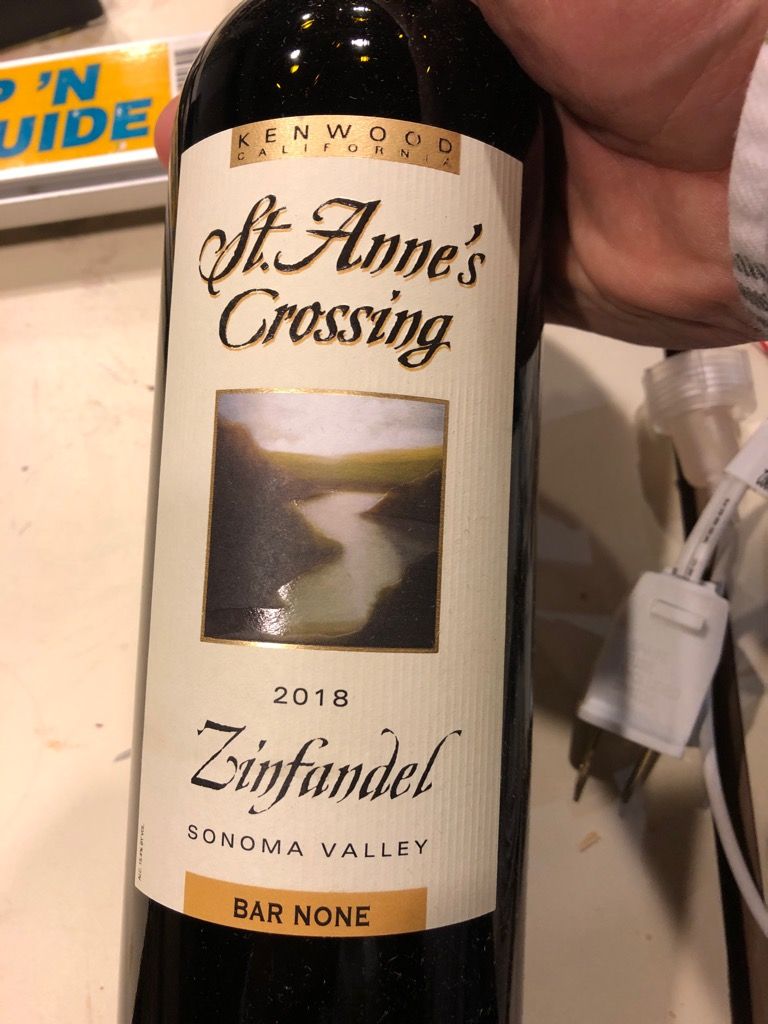 P 'N
UIDE
KENWOOD
CALIFORNIA
St. Anne's
Crossing
2018
Zinfandel
SONOMA VALLEY
BAR NONE